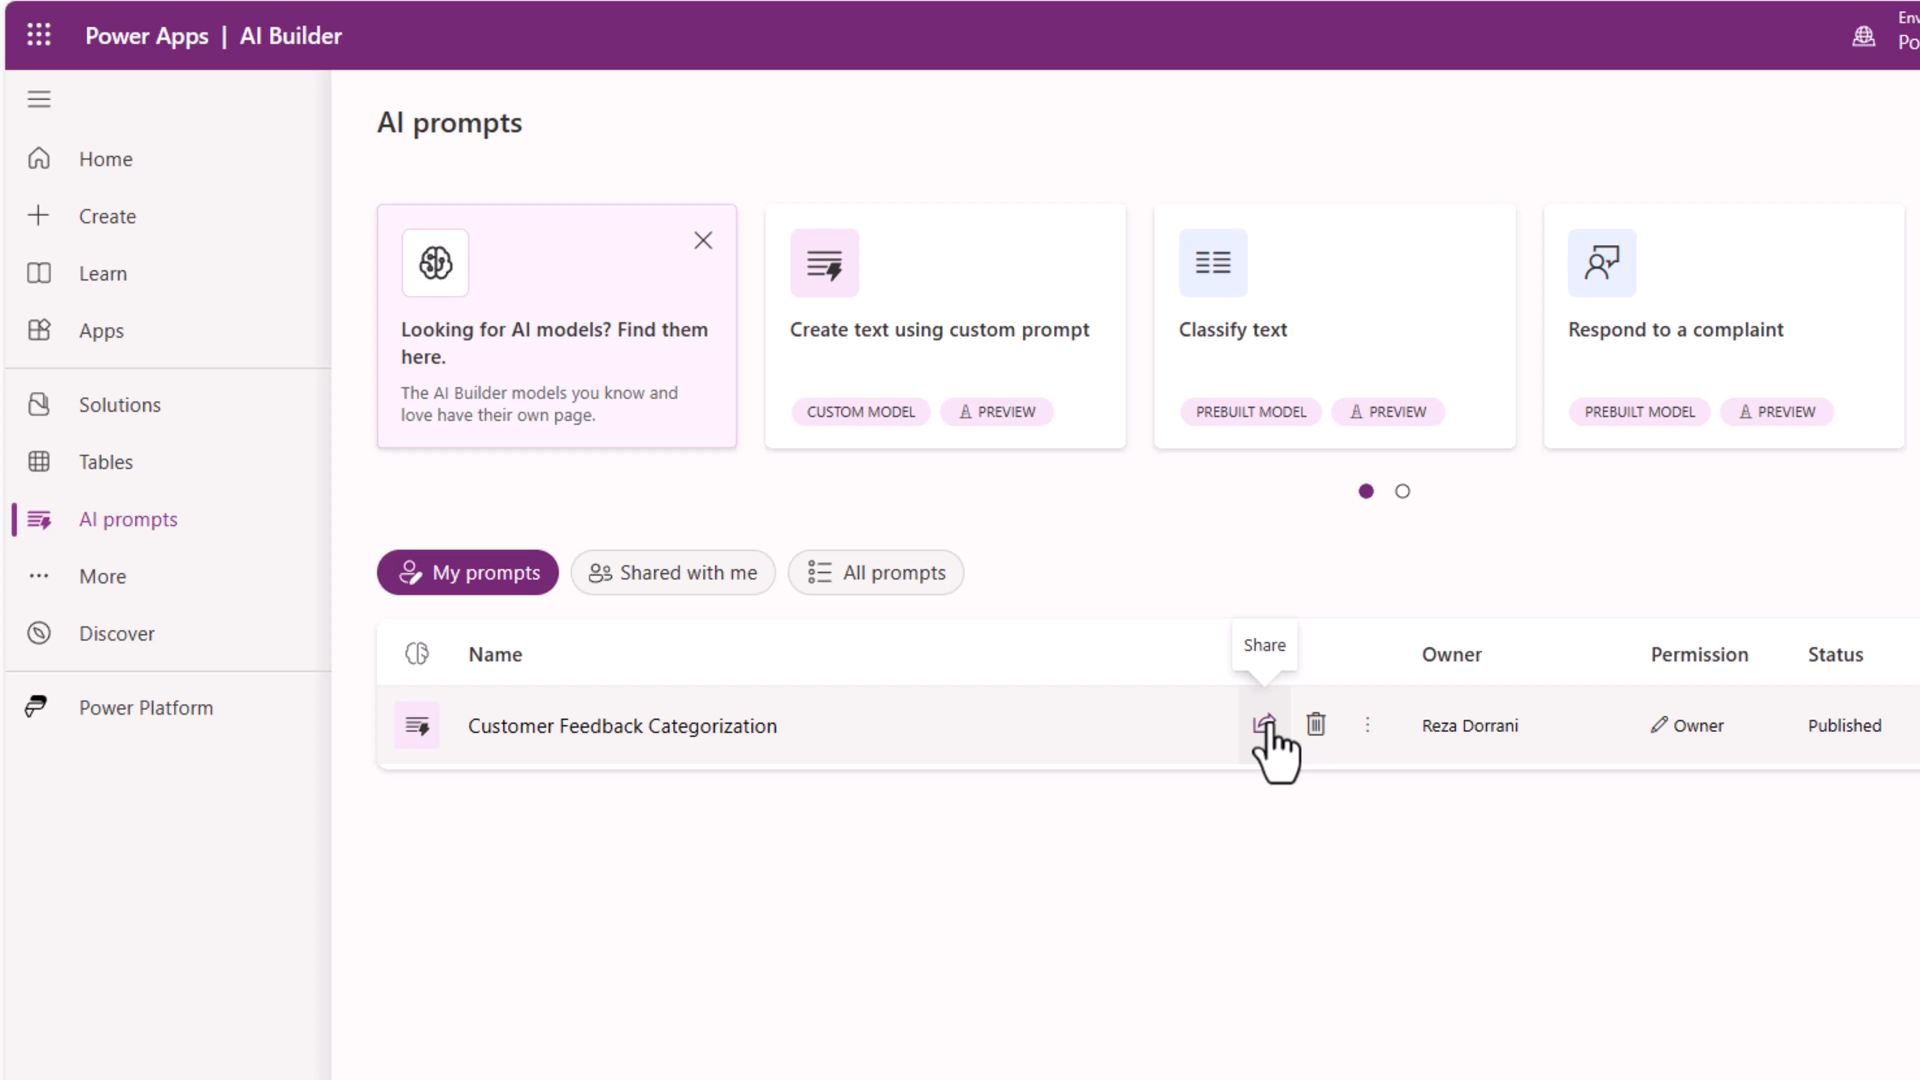 Power Apps | AI Builder
Env
Po
AI prompts
Home
Create
Learn
Apps
Solutions
Tables
AI prompts
More
Discover
Power Platform
Looking for AI models? Find them
here.
The AI Builder models you know and
love have their own page.
Create text using custom prompt
CUSTOM MODEL
PREVIEW
Classify text
PREBUILT MODEL
PREVIEW
Respond to a complaint
PREBUILT MODEL
PREVIEW
My prompts
Shared with me
All prompts
Share
Name
Owner
Permission
Status
Customer Feedback Categorization
Reza Dorrani
Owner
Published